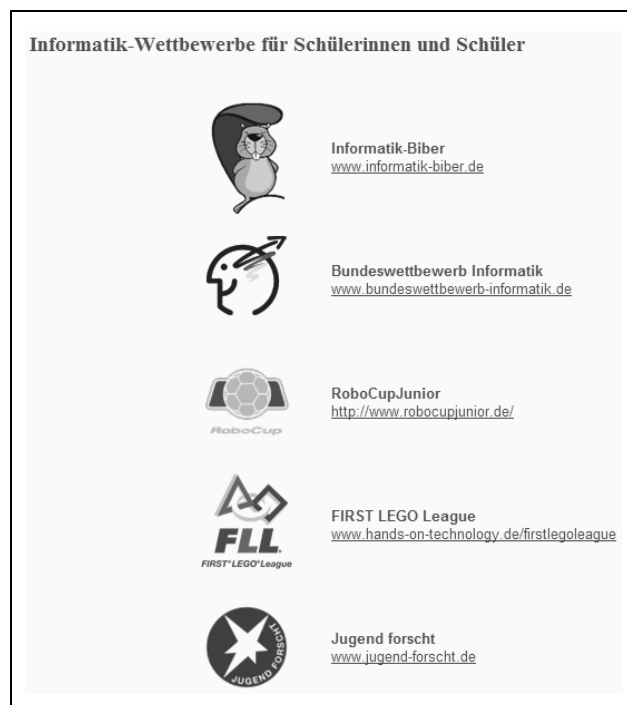 Informatik-Wettbewerbe für Schülerinnen und Schüler
Informatik-Biber
www.informatik-biber.de
Bundeswettbewerb Informatik
www.bundeswettbewerb-informatik.de
RoboCup
RoboCupJunior
http://www.robocupjunior.de/
FLL.
FIRST® LEGO® League
FIRST LEGO League
www.hands-on-technology.de/firstlegoleague
JUGEND FORSCHT
Jugend forscht
www.jugend-forscht.de